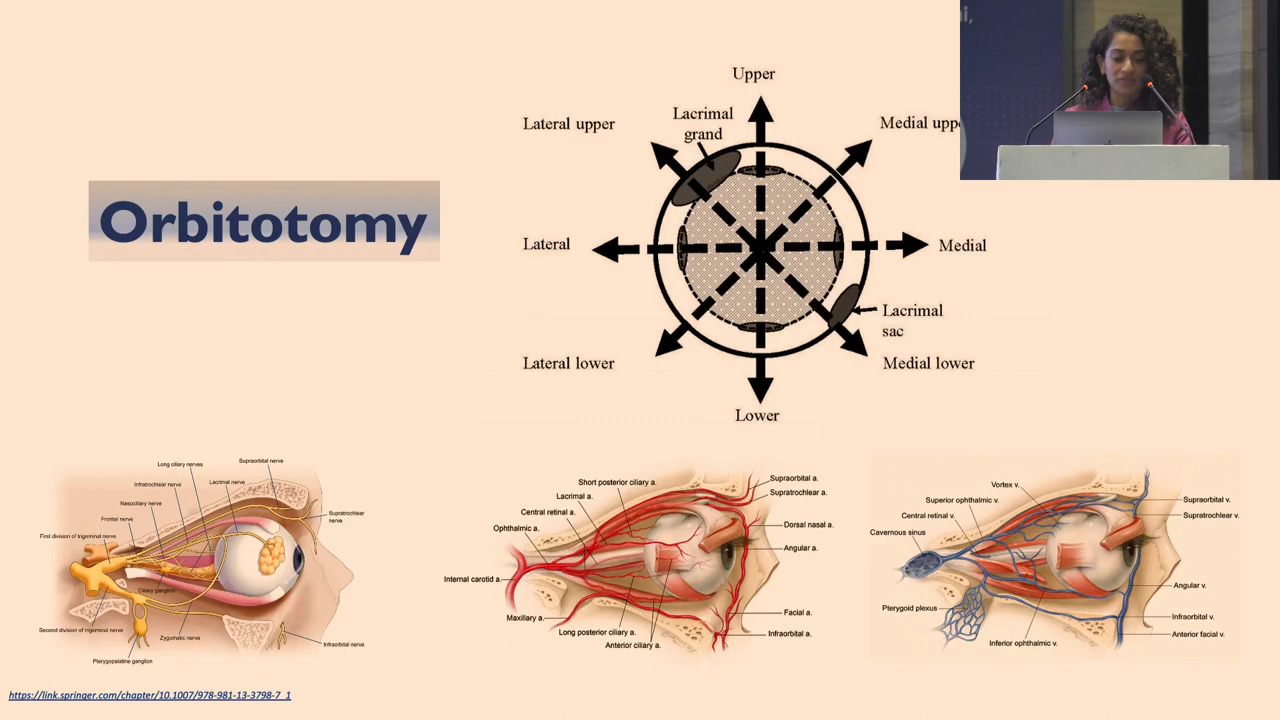 Orbitotomy
Upper
Lateral upper
Lacrimal
grand
Medial
Lateral
Medial
Lacrimal
sac
Lateral lower
Medial lower
Lower
Long ciliary nerves
Supraorbital nerve
Infratrochlear nerve
Lacrimal nerve
Nasociliary nerve
Frontal nerve
Supratrochlear
nerve
First division of trigeminal nerve
Ciliary ganglion
Second division of trigeminal nerve
Zygomatic nerve
Infraorbital nerve
Pterygopalatine ganglion
Short posterior ciliary a.
Supraorbital a.
Lacrimal a.
Supratrochlear a.
Central retinal a.
Ophthalmic a.
Dorsal nasal a.
Angular a.
Internal carotid a.
Maxillary a.
Facial a.
Long posterior ciliary a.
Infraorbital a.
Anterior ciliary a.
Vortex v.
Superior ophthalmic v.
Supraorbital v.
Central retinal v.
Supratrochlear v.
Cavernous sinus
Angular v.
Pterygoid plexus
Infraorbital v.
Anterior facial v.
Inferior ophthalmic v.
https://link.springer.com/chapter/10.1007/978-981-13-3798-7_1